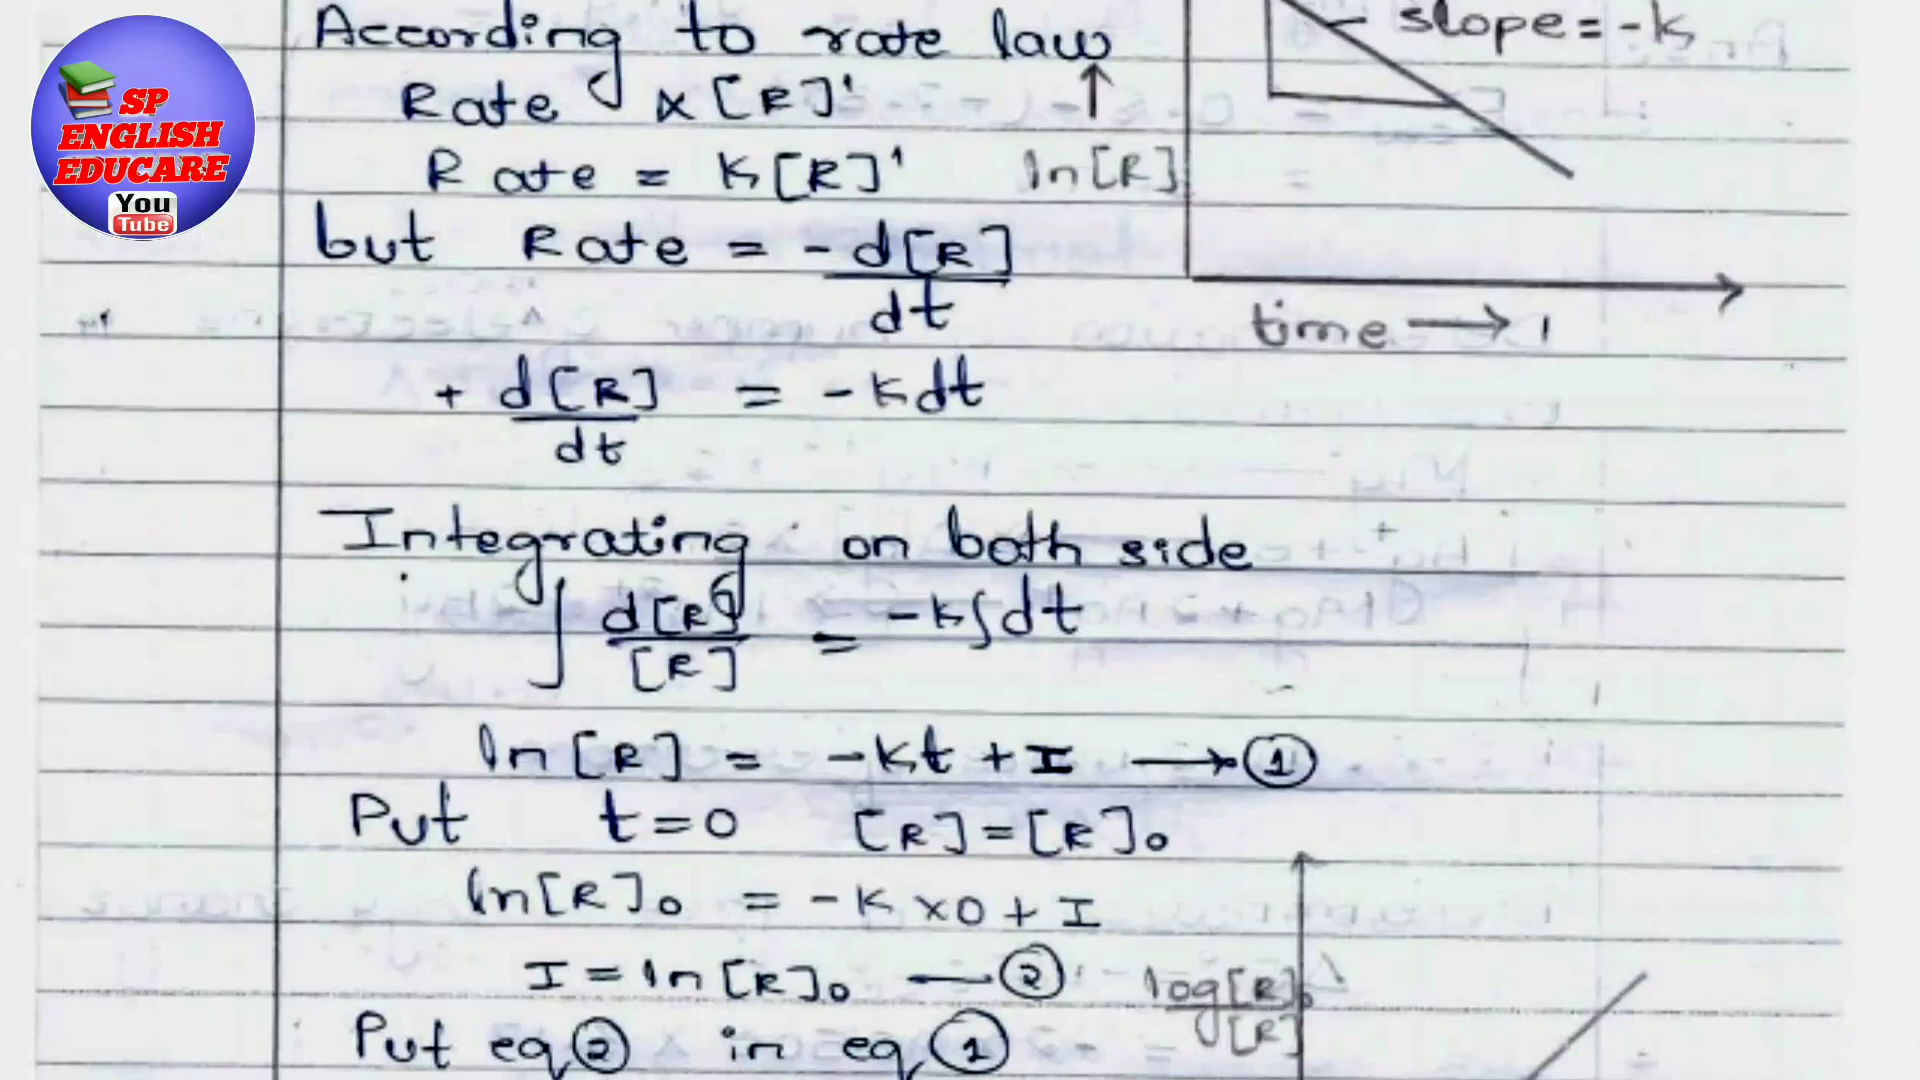 SP
ENGLISH
EDUCARE
You
Tube
According to rate law
Rate ∝ [R]¹
Rate = K[R]¹
but Rate = -d[R]
dt
+ d[R] = -Kdt
dt
Integrating on both side
∫ d[R] = -K∫dt
[R]
ln[R] = -Kt + I ⟶ ①
Put t=0 [R]=[R]₀
ln[R]₀ = -K×0 + I
I = ln[R]₀ — ②
Put eq ② in eq ①
slope = -K
↑
ln[R]
time ⟶
log[R]₀
[R]